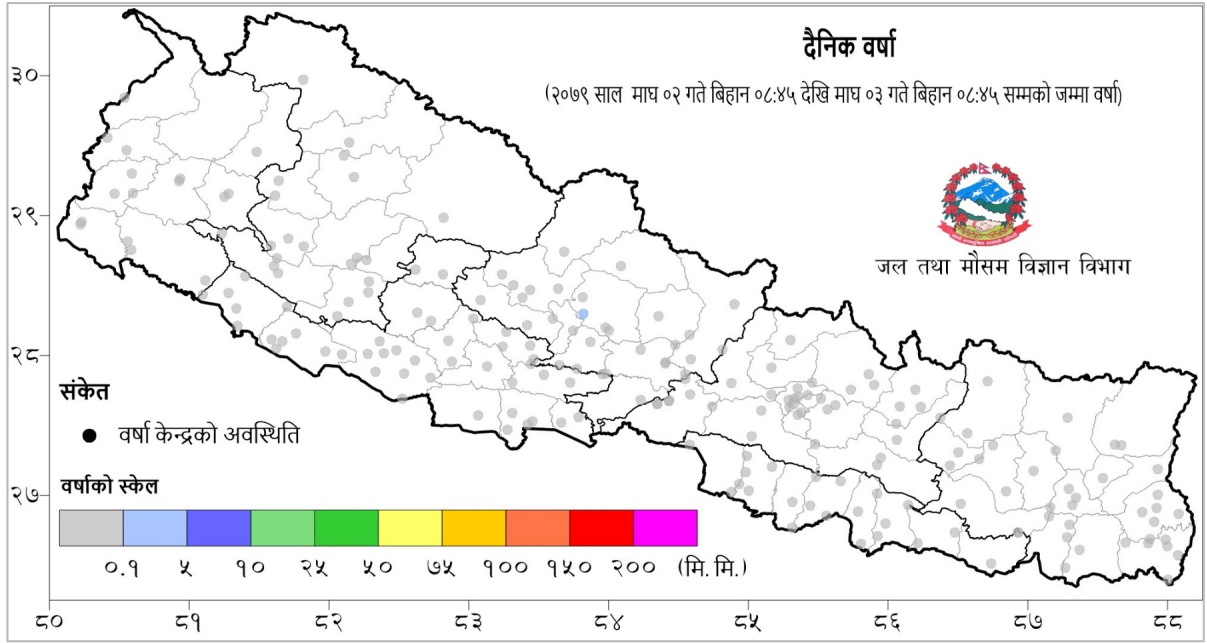 दैनिक वर्षा
(२०७९ साल माघ ०२ गते बिहान ०८:४५ देखि माघ ०३ गते बिहान ०८:४५ सम्मको जम्मा वर्षा)
जल तथा मौसम विज्ञान विभाग
३०
२९
२८
२७
संकेत
वर्षा केन्द्रको अवस्थिति
वर्षाको स्केल
०.१ ५ १० २५ ५० ७५ १०० १५० २०० (मि. मि.)
८० ८१ ८२ ८३ ८४ ८५ ८६ ८७ ८८